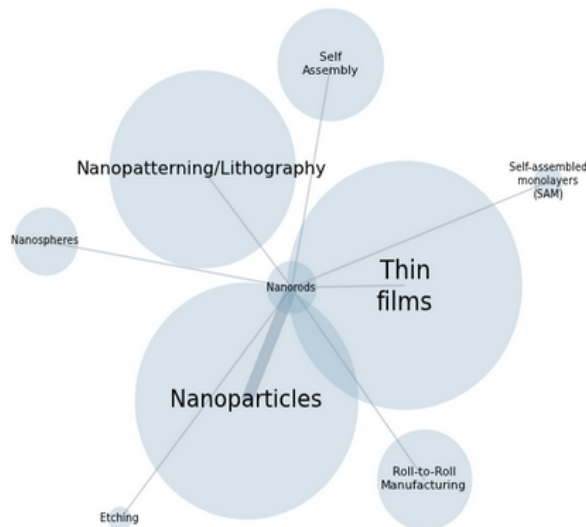 Self
Assembly
Nanopatterning/Lithography
Self-assembled
monolayers
(SAM)
Nanospheres
Thin
films
Nanorods
Nanoparticles
Roll-to-Roll
Manufacturing
Etching